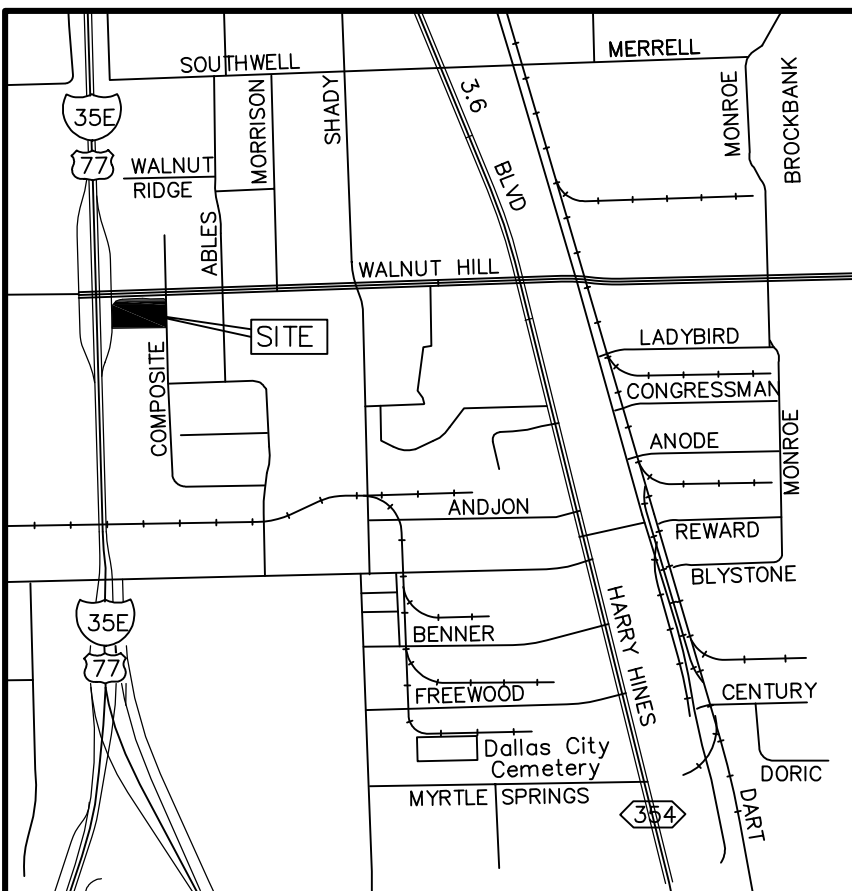 SOUTHWELL
MERRELL
35E
77
3.6
MORRISON
SHADY
MONROE
BROCKBANK
WALNUT
RIDGE
BLVD
ABLES
WALNUT HILL
SITE
LADYBIRD
COMPOSITE
CONGRESSMAN
ANODE
MONROE
ANDJON
REWARD
BLYSTONE
35E
77
BENNER
HARRY HINES
FREEWOOD
CENTURY
Dallas City
Cemetery
DORIC
MYRTLE SPRINGS
354
DART